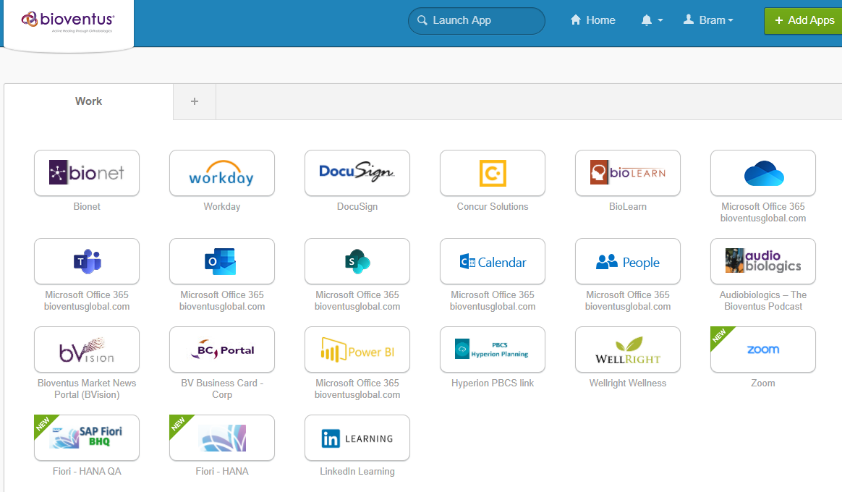 bioventus
Launch App
Home
Bram
+ Add Apps
Work
+
bionet
workday
DocuSign
BIOLEARN
Bionet
Workday
DocuSign
Concur Solutions
BioLearn
Microsoft Office 365
bioventusglobal.com
T
O
S
Calendar
People
audio
biologics
Microsoft Office 365
bioventusglobal.com
Microsoft Office 365
bioventusglobal.com
Microsoft Office 365
bioventusglobal.com
Microsoft Office 365
bioventusglobal.com
Microsoft Office 365
bioventusglobal.com
Audiobiologics – The
Bioventus Podcast
bVision
BC Portal
Power BI
PBCS
Hyperion Planning
WELLRIGHT
NEW
zoom
Bioventus Market News
Portal (BVision)
BV Business Card -
Corp
Microsoft Office 365
bioventusglobal.com
Hyperion PBCS link
Wellright Wellness
Zoom
NEW
SAP Fiori
BHQ
NEW
in LEARNING
Fiori - HANA QA
Fiori - HANA
LinkedIn Learning